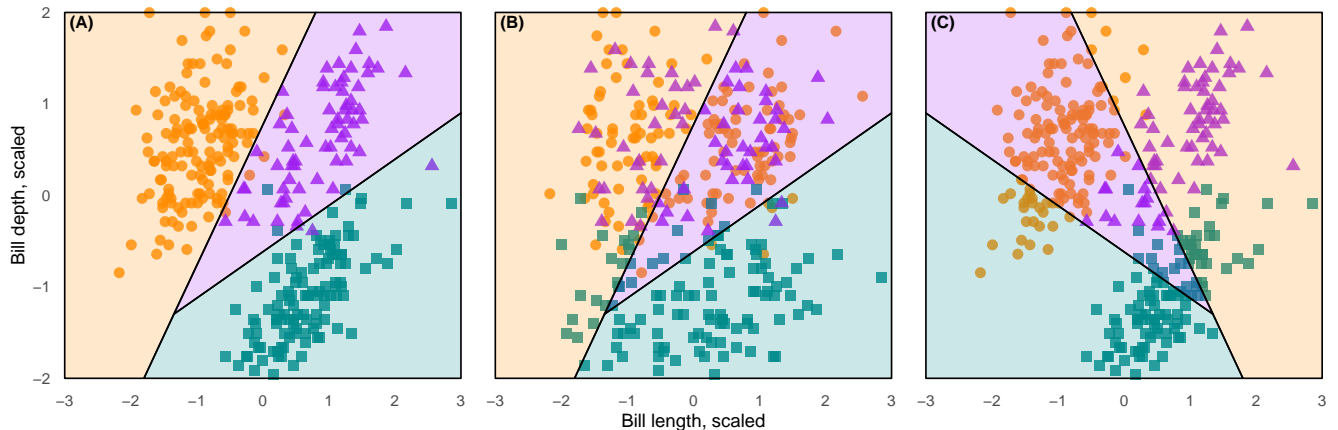 (A) (B) (C)
Bill depth, scaled
2
1
0
−1
−2
−3 −2 −1 0 1 2 3 −3 −2 −1 0 1 2 3 −3 −2 −1 0 1 2 3
Bill length, scaled